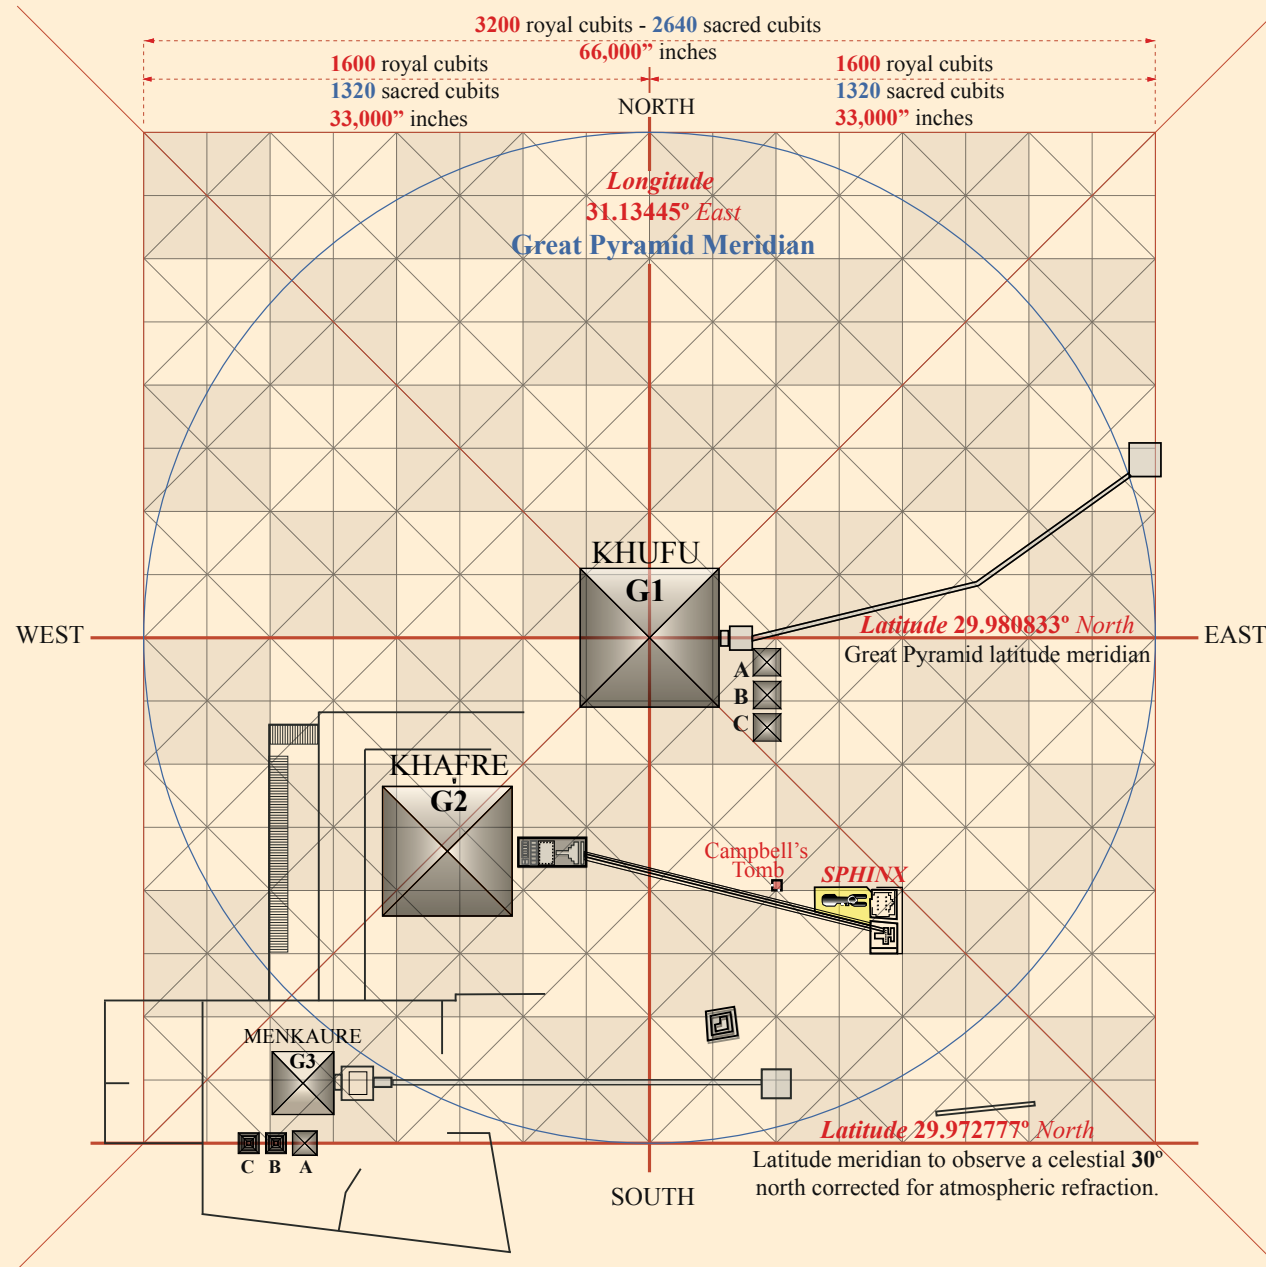 3200 royal cubits - 2640 sacred cubits
66,000” inches
1600 royal cubits
1320 sacred cubits
33,000” inches
1600 royal cubits
1320 sacred cubits
33,000” inches
NORTH
Longitude
31.13445º East
Great Pyramid Meridian
KHUFU
G1
WEST
EAST
Latitude 29.980833º North
Great Pyramid latitude meridian
A
B
C
KHAFRE
G2
Campbell’s
Tomb
SPHINX
MENKAURE
G3
C B A
Latitude 29.972777º North
Latitude meridian to observe a celestial 30º
north corrected for atmospheric refraction.
SOUTH